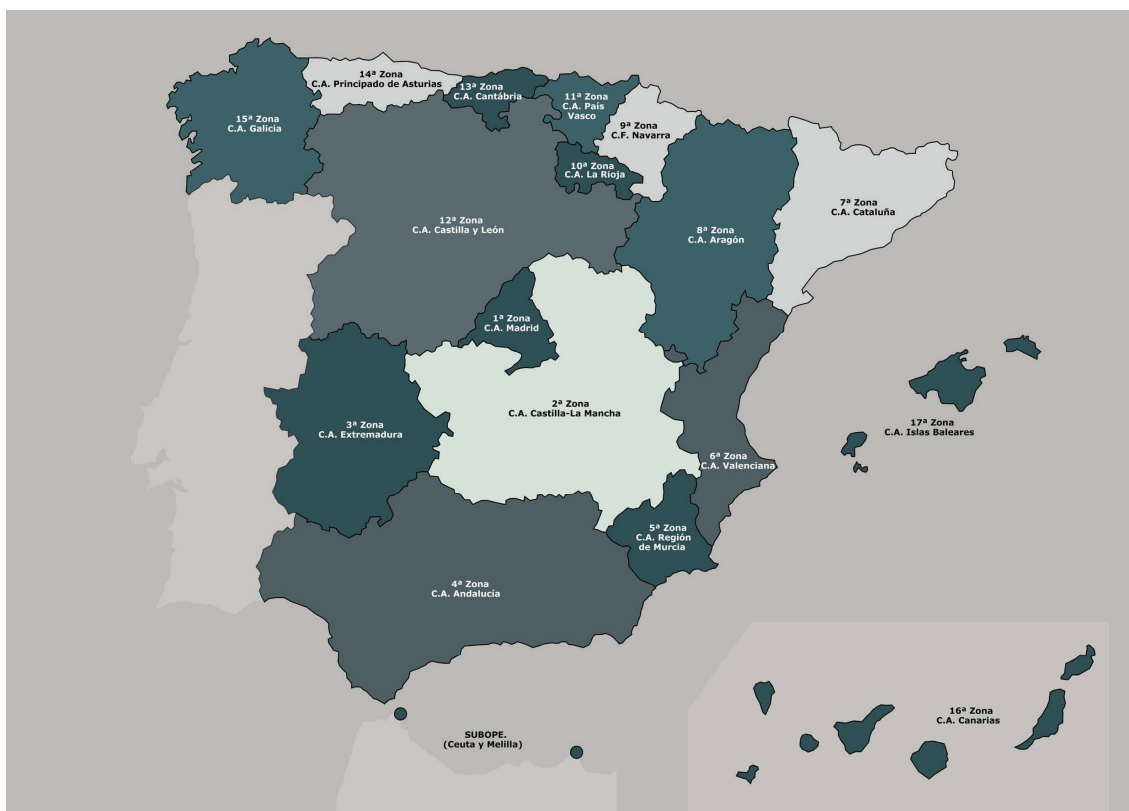 14ª Zona
C.A. Principado de Asturias
13ª Zona
C.A. Cantábria
11ª Zona
C.A. País
Vasco
15ª Zona
C.A. Galicia
9ª Zona
C.F. Navarra
10ª Zona
C.A. La Rioja
7ª Zona
C.A. Cataluña
12ª Zona
C.A. Castilla y León
8ª Zona
C.A. Aragón
1ª Zona
C.A. Madrid
2ª Zona
C.A. Castilla-La Mancha
3ª Zona
C.A. Extremadura
17ª Zona
C.A. Islas Baleares
6ª Zona
C.A. Valenciana
5ª Zona
C.A. Región
de Murcia
4ª Zona
C.A. Andalucia
16ª Zona
C.A. Canarias
SUBOPE.
(Ceuta y Melilla)